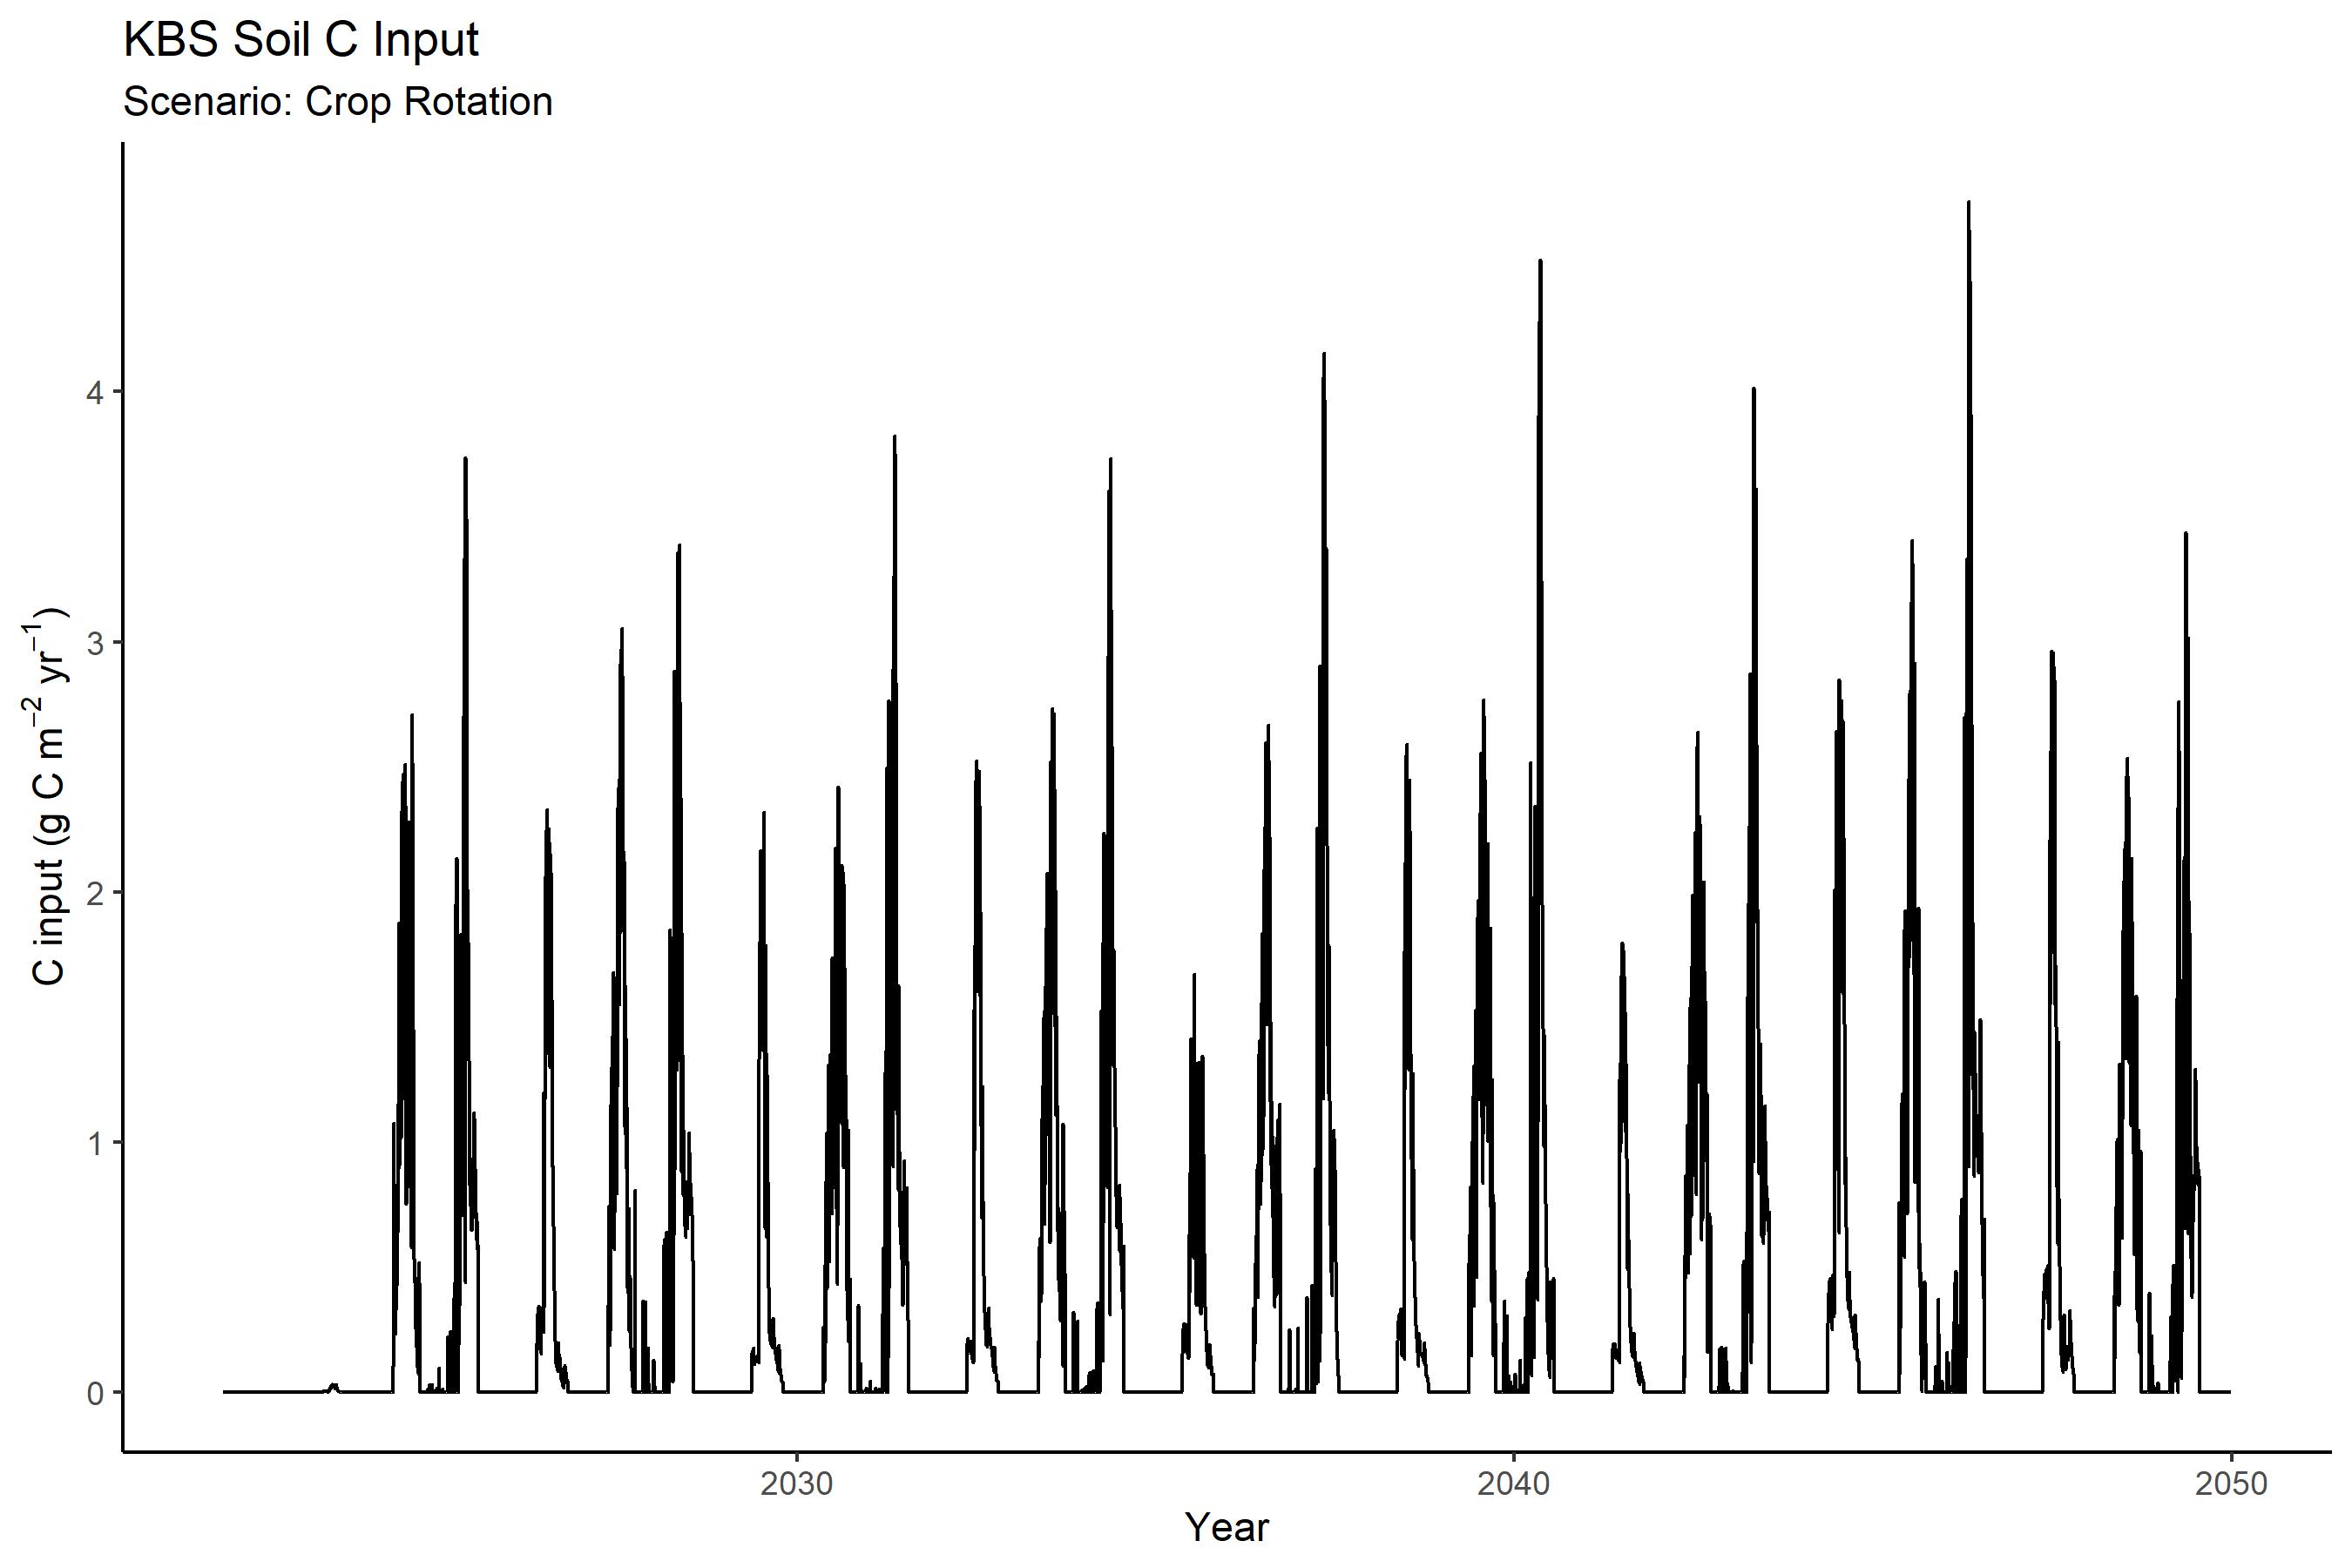 KBS Soil C Input
Scenario: Crop Rotation
C input (g C m⁻² yr⁻¹)
4
3
2
1
0
2030 2040 2050
Year